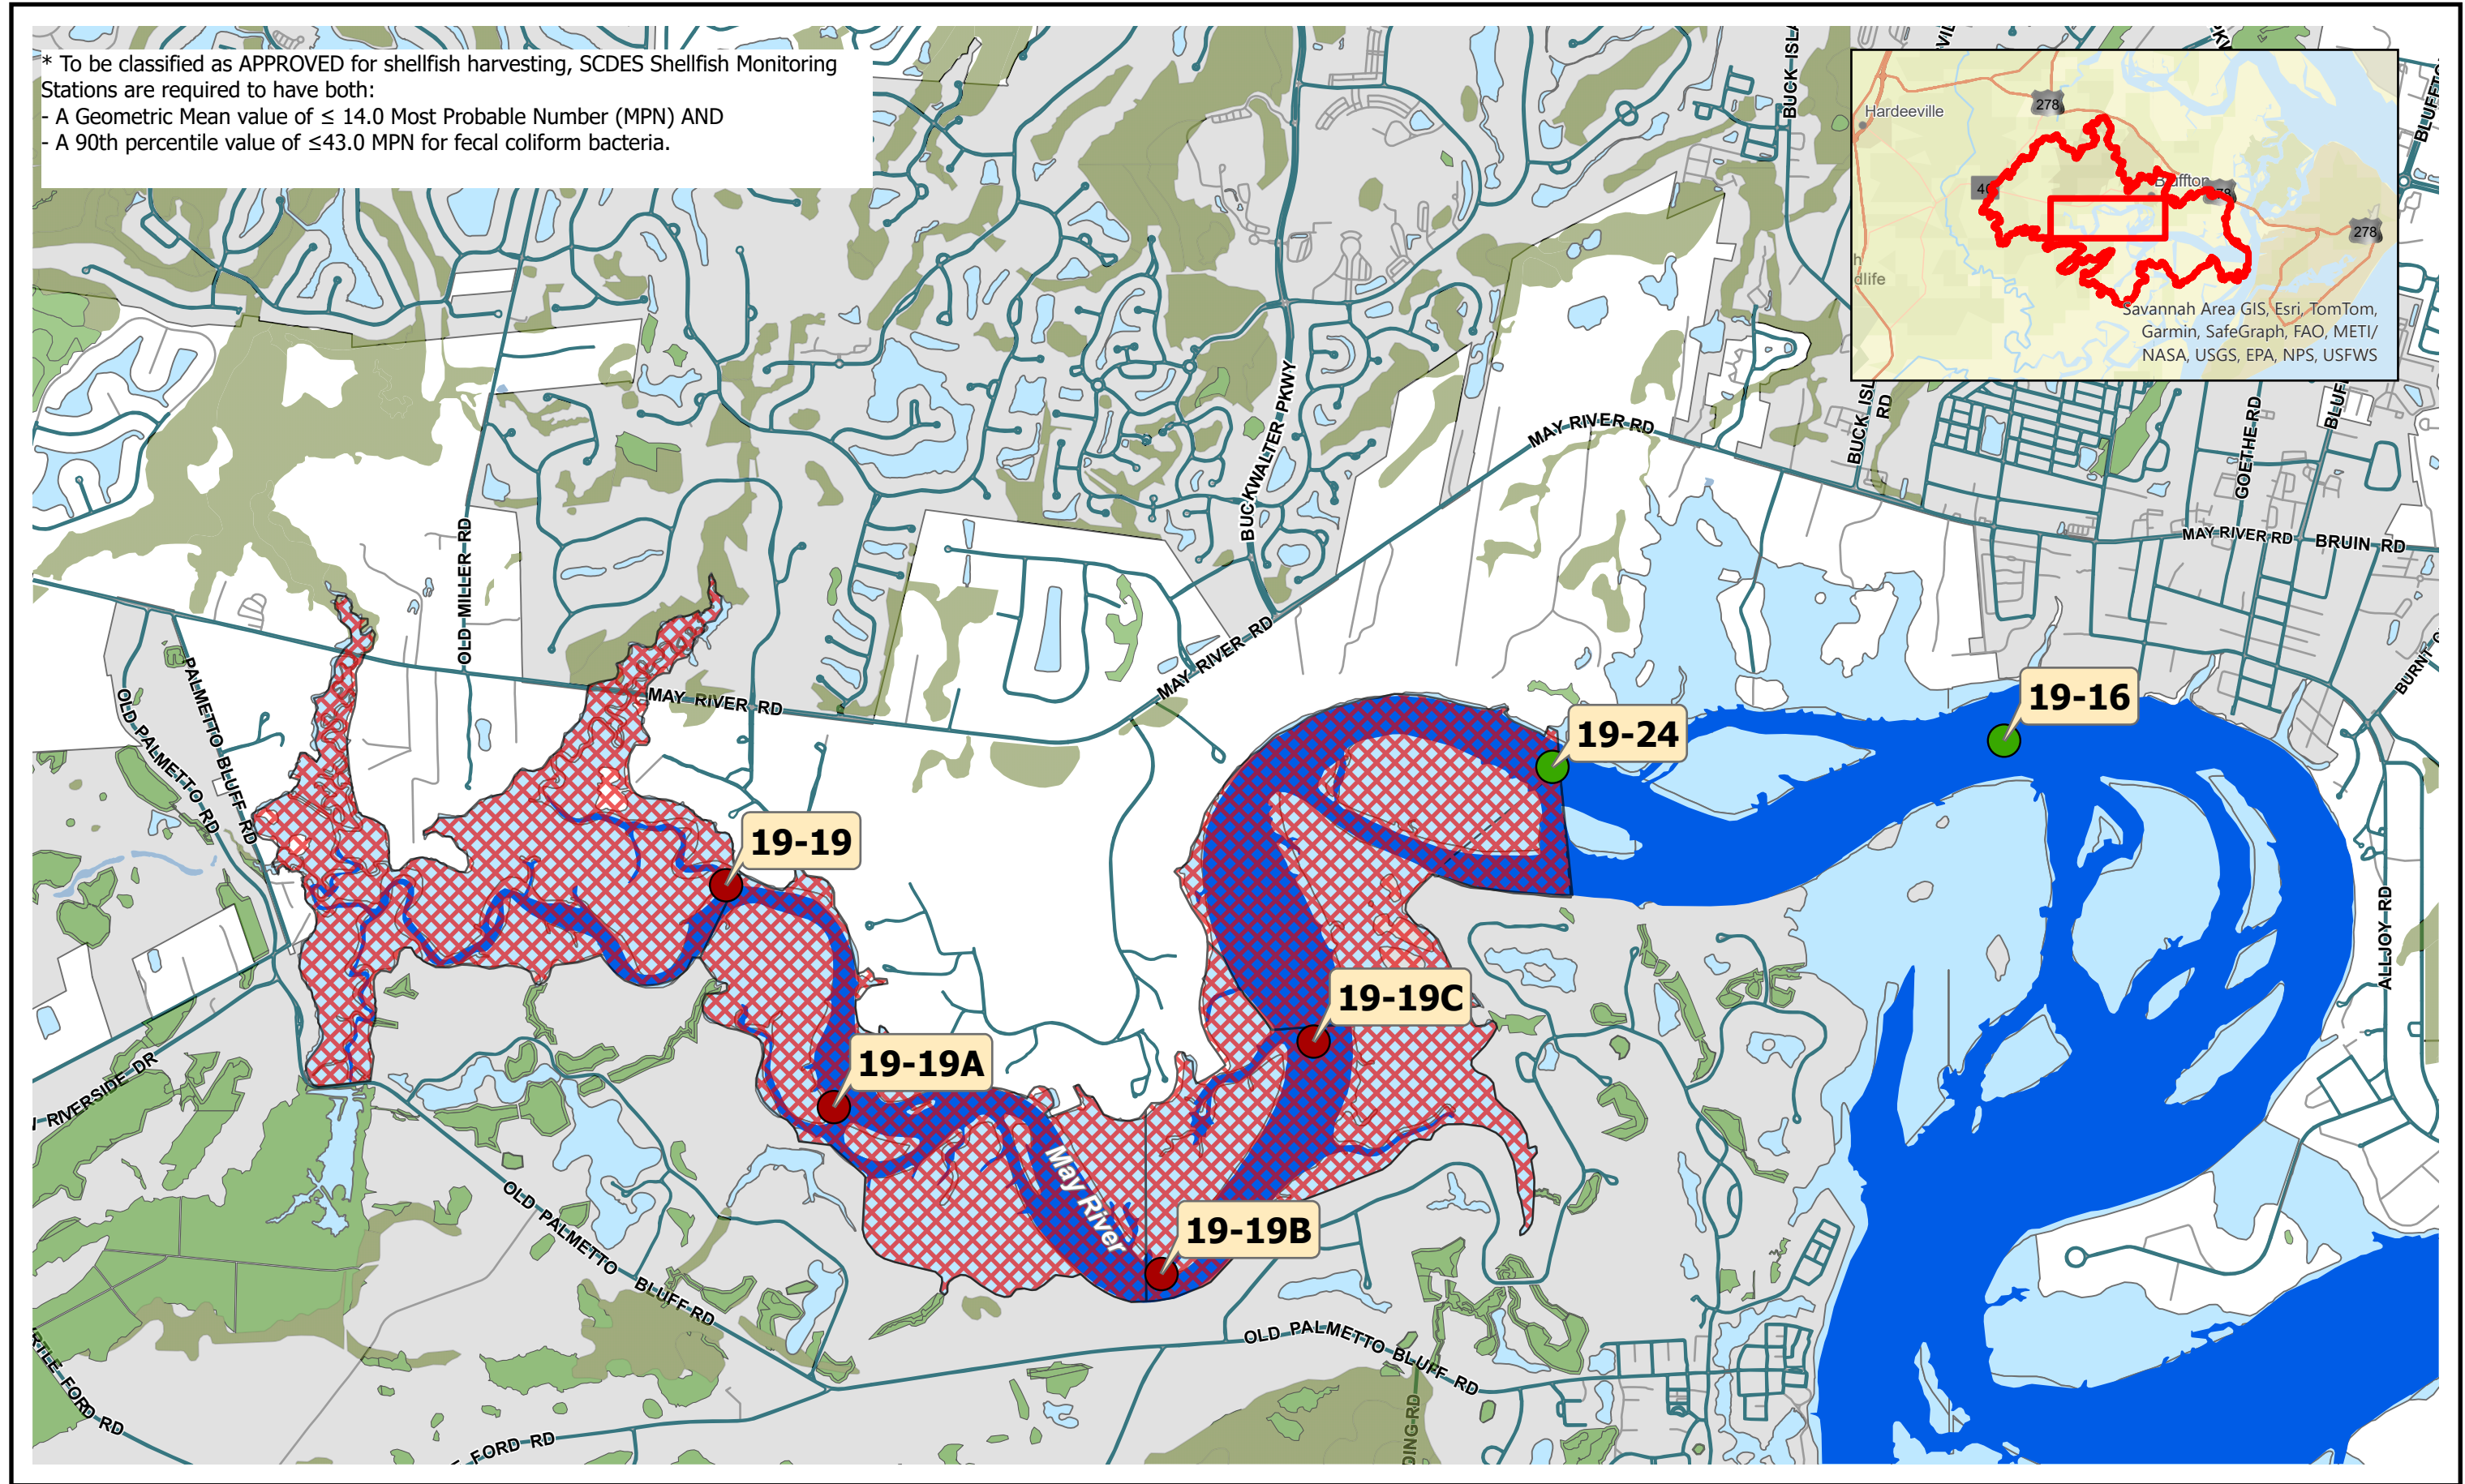 * To be classified as APPROVED for shellfish harvesting, SCDES Shellfish Monitoring
Stations are required to have both:
- A Geometric Mean value of ≤ 14.0 Most Probable Number (MPN) AND
- A 90th percentile value of ≤43.0 MPN for fecal coliform bacteria.
Hardeeville
278
Bluffton
278
Savannah Area GIS, Esri, TomTom,
Garmin, SafeGraph, FAO, METI/
NASA, USGS, EPA, NPS, USFWS
BUCK ISL
RD
GOETHE RD
BUCKWALTER PKWY
MAY RIVER RD
MAY RIVER RD
BRUIN RD
OLD MILLER RD
MAY RIVER RD
MAY RIVER RD
PALMETTO BLUFF RD
OLD PALMETTO RD
19-16
19-24
19-19
19-19C
19-19A
19-19B
May River
ALLJOY RD
RIVERSIDE DR
OLD PALMETTO BLUFF RD
OLD PALMETTO BLUFF RD
FORD RD
FORD RD